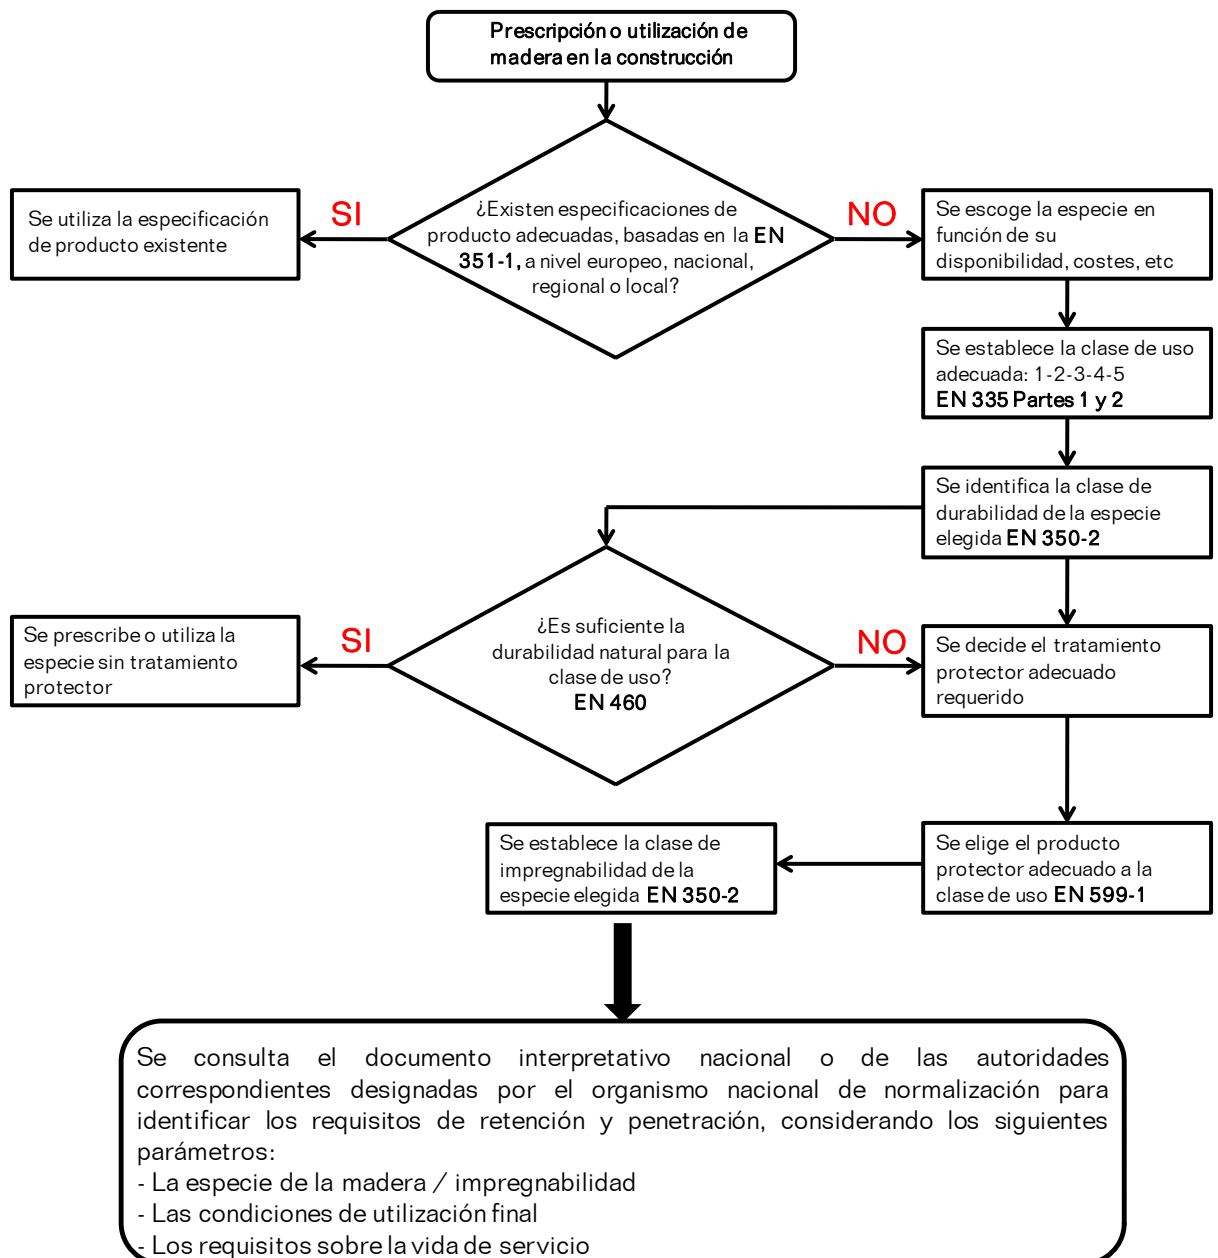 Prescripción o utilización de
madera en la construcción
¿Existen especificaciones de
producto adecuadas, basadas en la EN
351-1, a nivel europeo, nacional,
regional o local?
SI
NO
Se utiliza la especificación
de producto existente
Se escoge la especie en
función de su
disponibilidad, costes, etc
Se establece la clase de uso
adecuada: 1-2-3-4-5
EN 335 Partes 1 y 2
Se identifica la clase de
durabilidad de la especie
elegida EN 350-2
¿Es suficiente la
durabilidad natural para la
clase de uso?
EN 460
SI
NO
Se prescribe o utiliza la
especie sin tratamiento
protector
Se decide el tratamiento
protector adecuado
requerido
Se elige el producto
protector adecuado a la
clase de uso EN 599-1
Se establece la clase de
impregnabilidad de la
especie elegida EN 350-2
Se consulta el documento interpretativo nacional o de las autoridades
correspondientes designadas por el organismo nacional de normalización para
identificar los requisitos de retención y penetración, considerando los siguientes
parámetros:
- La especie de la madera / impregnabilidad
- Las condiciones de utilización final
- Los requisitos sobre la vida de servicio